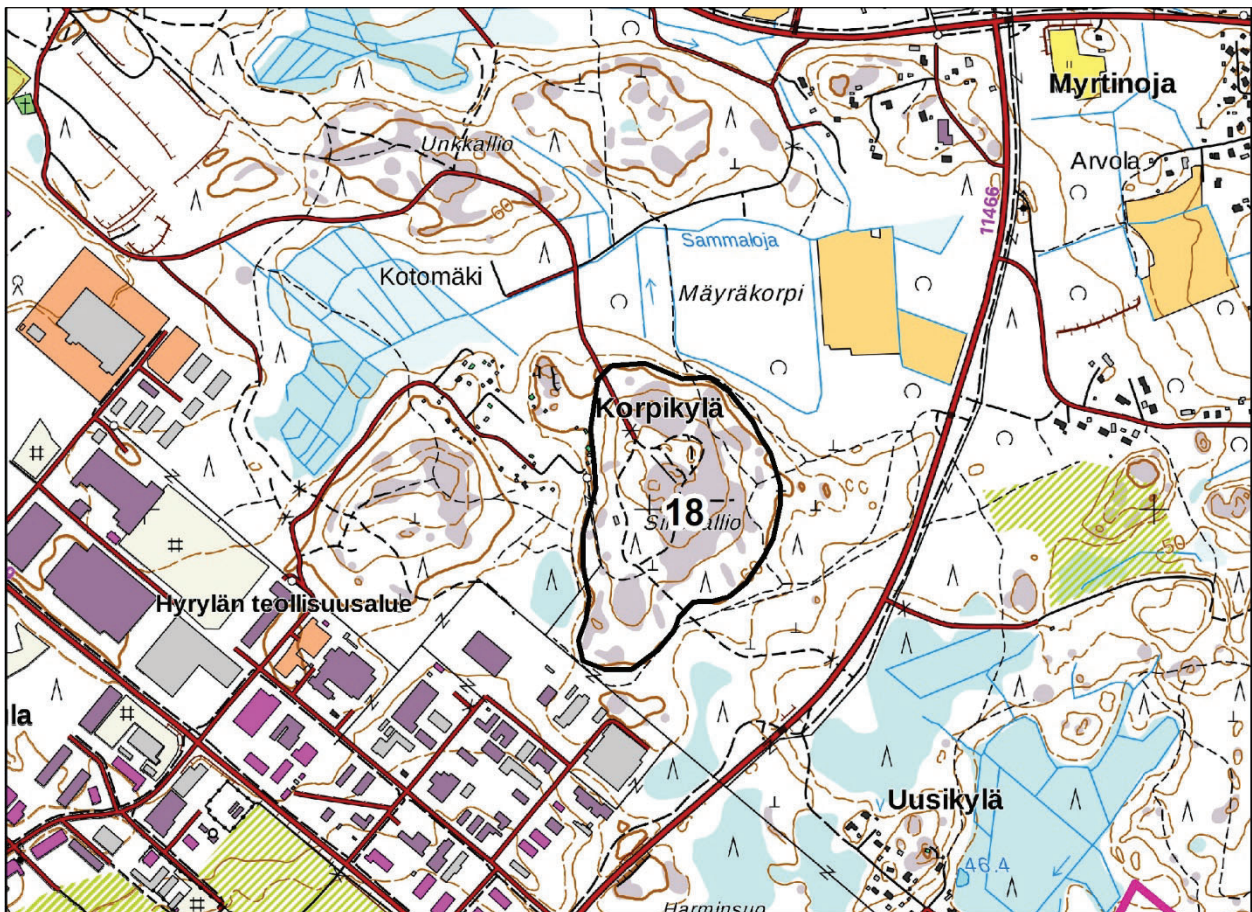 Myrtinoja
Unkkallio
Arvola
60
11466
Sammaloja
Kotomäki
Mäyräkorpi
Korpikylä
18
50
Hyrylän teollisuusalue
la
Uusikylä
46.4
Harminsuo